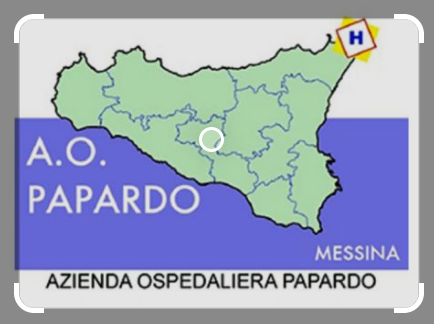 H
A.O.
PAPARDO
MESSINA
AZIENDA OSPEDALIERA PAPARDO